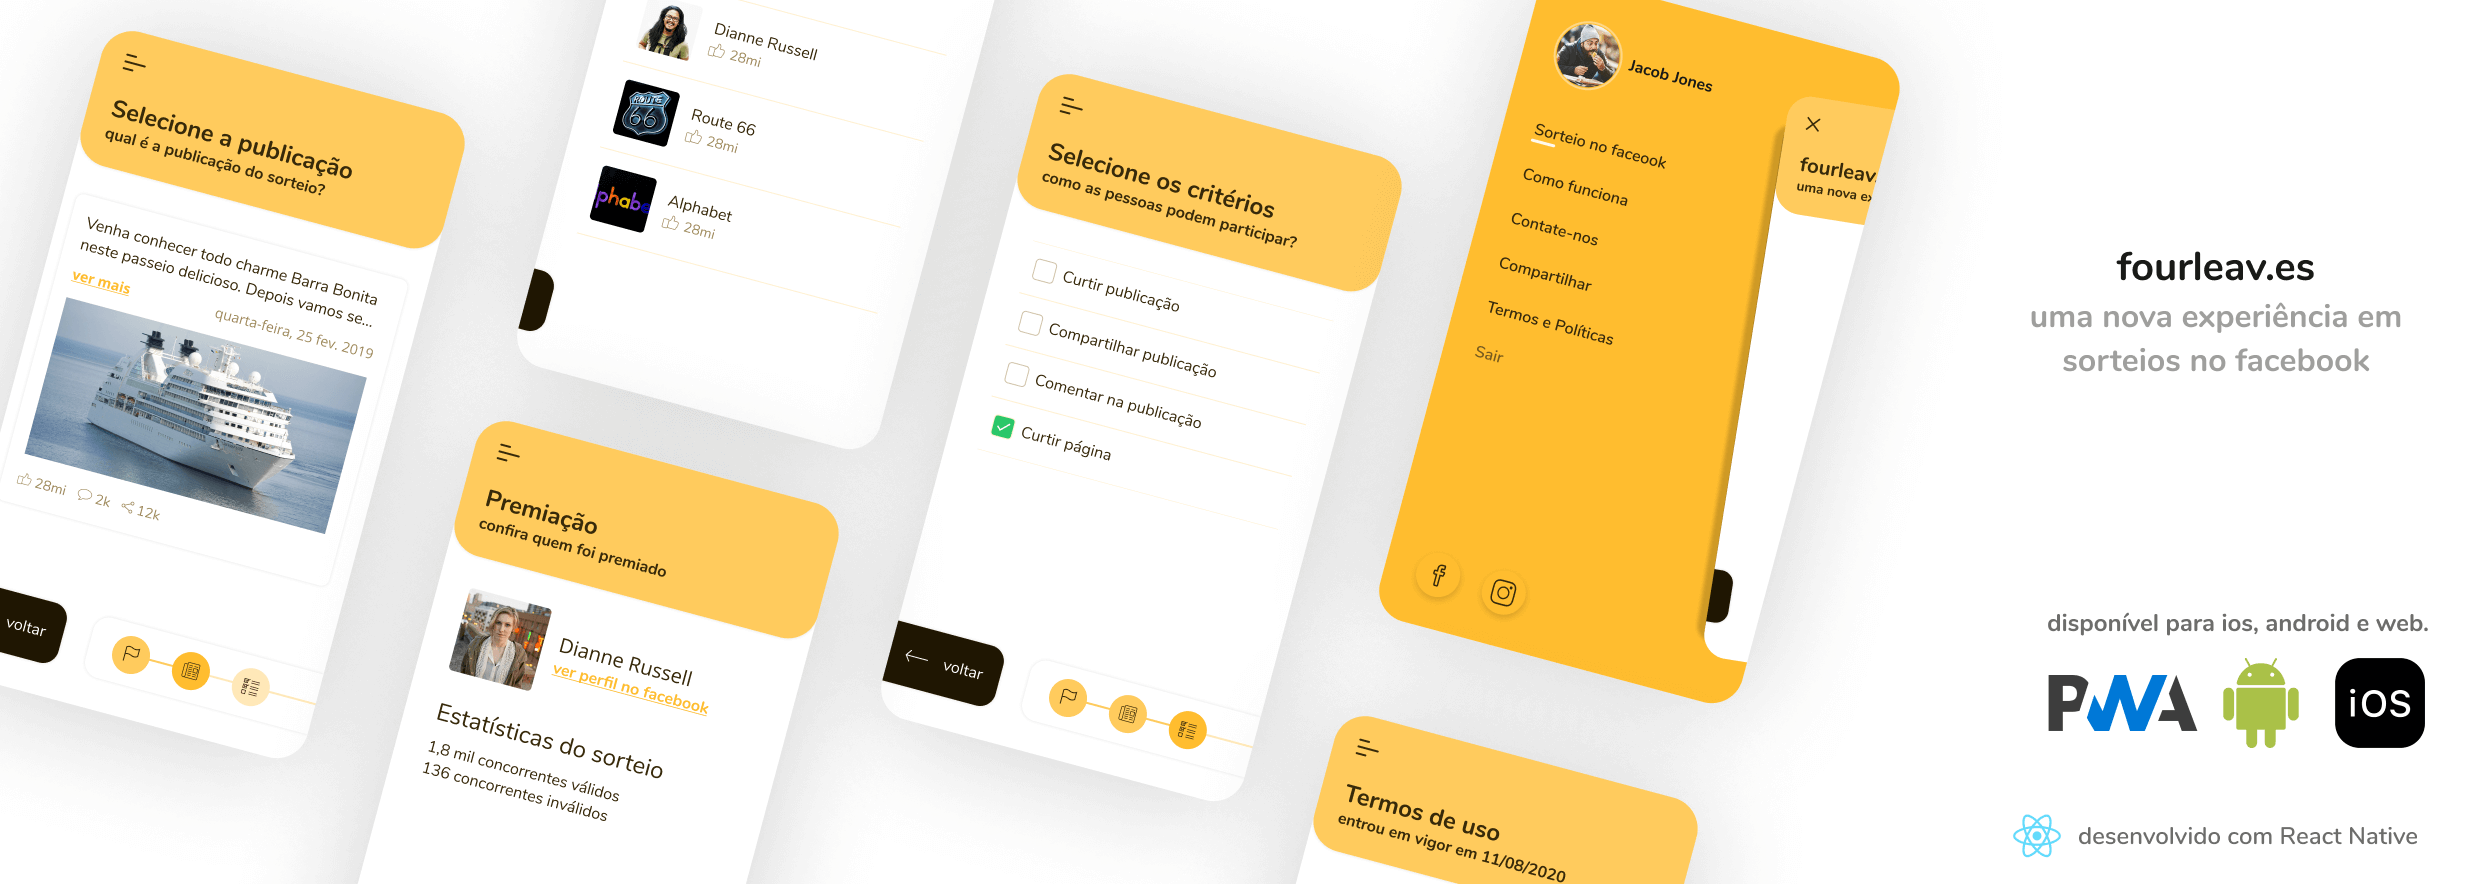 Selecione a publicação
qual é a publicação do sorteio?
Venha conhecer todo charme Barra Bonita
neste passeio delicioso. Depois vamos se...
ver mais
quarta-feira, 25 fev. 2019
28mi 2k 12k
voltar
Dianne Russell
28mi
ROUTE
66
Route 66
28mi
phabe
Alphabet
28mi
Premiação
confira quem foi premiado
Dianne Russell
ver perfil no facebook
Estatísticas do sorteio
1,8 mil concorrentes válidos
136 concorrentes inválidos
Selecione os critérios
como as pessoas podem participar?
Curtir publicação
Compartilhar publicação
Comentar na publicação
Curtir página
voltar
Jacob Jones
Sorteio no faceook
Como funciona
Contate-nos
Compartilhar
Termos e Políticas
Sair
fourleav.
uma nova ex
Termos de uso
entrou em vigor em 11/08/2020
fourleav.es
uma nova experiência em
sorteios no facebook
disponível para ios, android e web.
PWA
iOS
desenvolvido com React Native